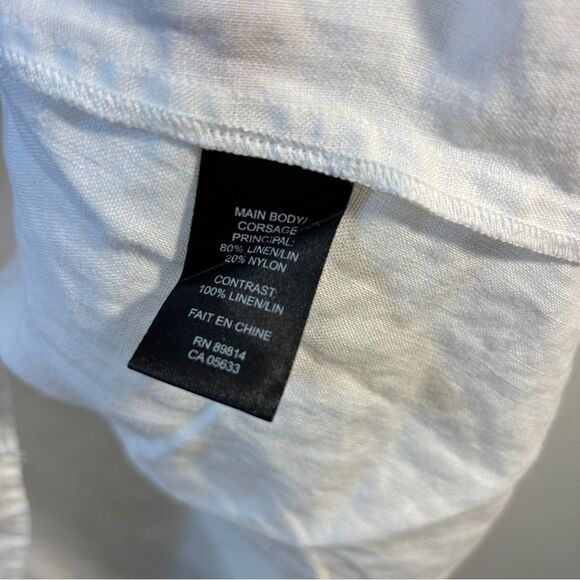 MAIN BODY/
CORSAGE
PRINCIPAL:
80% LINEN/LIN
20% NYLON
CONTRAST:
100% LINEN/LIN
FAIT EN CHINE
RN 89814
CA 05633